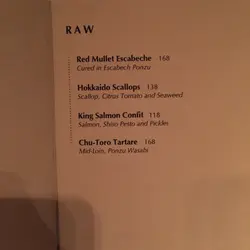 RAW
Red Mullet Escabeche 168
Cured in Escabech Ponzu
Hokkaido Scallops 138
Scallop, Citrus Tomato and Seaweed
King Salmon Confit 118
Salmon, Shiso Pesto and Pickles
Chu-Toro Tartare 168
Mid-Loin, Ponzu Wasabi